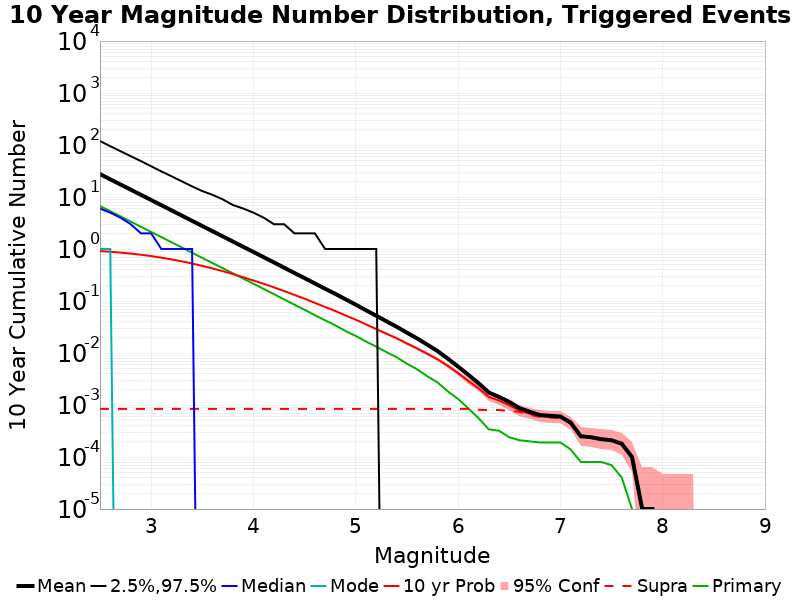 10 Year Magnitude Number Distribution, Triggered Events
10 Year Cumulative Number
10^4
10^3
10^2
10^1
10^0
10^-1
10^-2
10^-3
10^-4
10^-5
3 4 5 6 7 8 9
Magnitude
Mean 2.5%,97.5% Median Mode 10 yr Prob 95% Conf Supra Primary